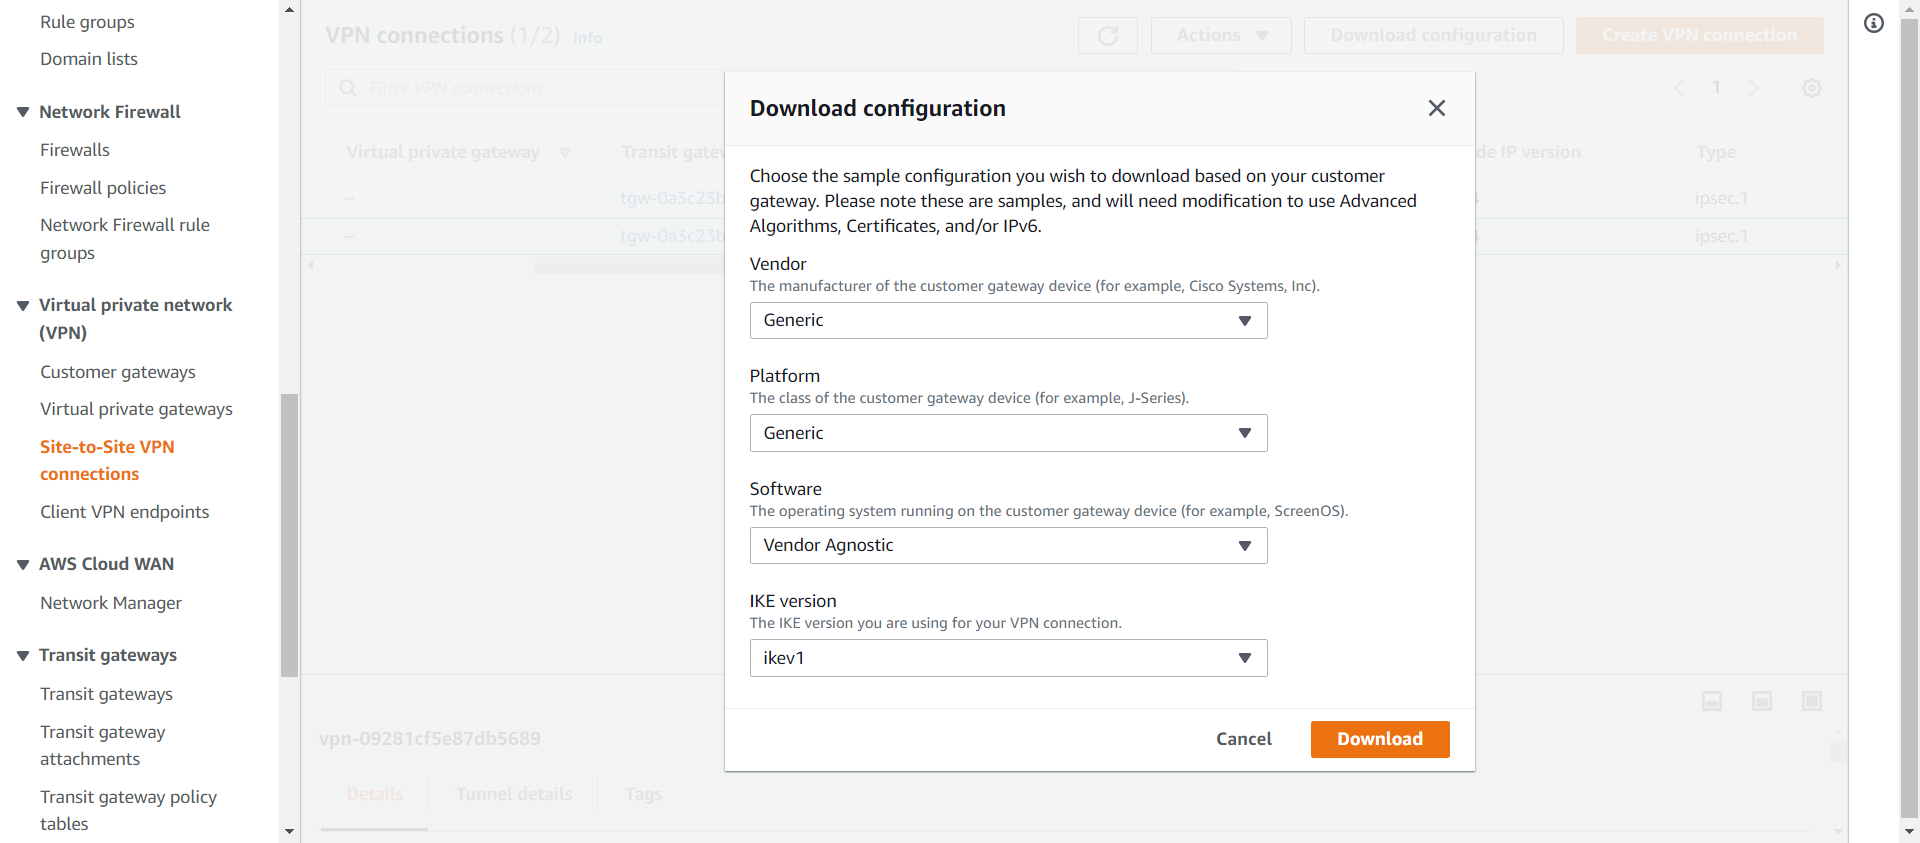 Rule groups
Domain lists
Network Firewall
Firewalls
Firewall policies
Network Firewall rule
groups
Virtual private network
(VPN)
Customer gateways
Virtual private gateways
Site-to-Site VPN
connections
Client VPN endpoints
AWS Cloud WAN
Network Manager
Transit gateways
Transit gateways
Transit gateway
attachments
Transit gateway policy
tables
VPN connections (1/2) Info
Actions
Download configuration
Create VPN connection
Filter VPN connections
1
Virtual private gateway
Transit gatew
de IP version
Type
–
tgw-0a3c23b
4
ipsec.1
–
tgw-0a3c23b
4
ipsec.1
Download configuration
Choose the sample configuration you wish to download based on your customer
gateway. Please note these are samples, and will need modification to use Advanced
Algorithms, Certificates, and/or IPv6.
Vendor
The manufacturer of the customer gateway device (for example, Cisco Systems, Inc).
Generic
Platform
The class of the customer gateway device (for example, J-Series).
Generic
Software
The operating system running on the customer gateway device (for example, ScreenOS).
Vendor Agnostic
IKE version
The IKE version you are using for your VPN connection.
ikev1
Cancel
Download
vpn-09281cf5e87db5689
Details
Tunnel details
Tags